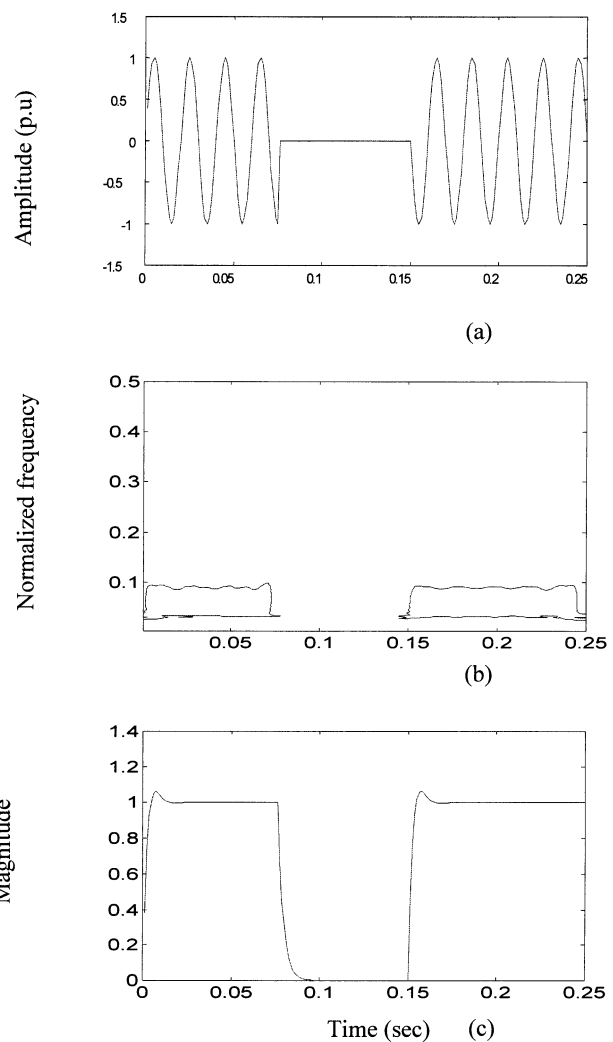 Amplitude (p.u)
1.5
1
0.5
0
-0.5
-1
-1.5
0 0.05 0.1 0.15 0.2 0.25
(a)
Normalized frequency
0.5
0.4
0.3
0.2
0.1
0.05 0.1 0.15 0.2 0.25
(b)
Magnitude
1.4
1.2
1
0.8
0.6
0.4
0.2
0
0 0.05 0.1 0.15 0.2 0.25
Time (sec) (c)